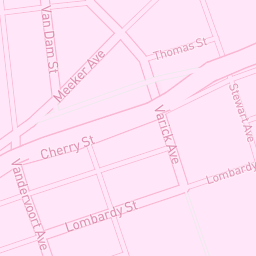 Van Dam St
Meeker Ave
Thomas St
Stewart Ave
Varick Ave
Cherry St
Vandervoort Ave
Lombardy St
Lombardy